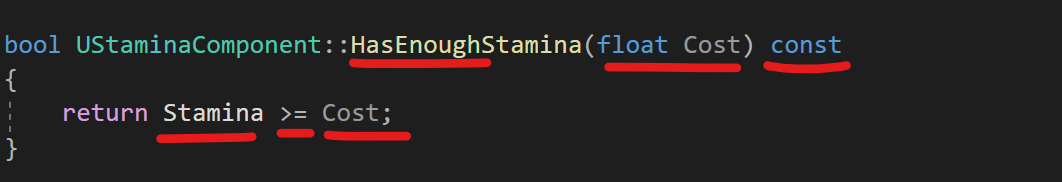 bool UStaminaComponent::HasEnoughStamina(float Cost) const
{
return Stamina >= Cost;
}